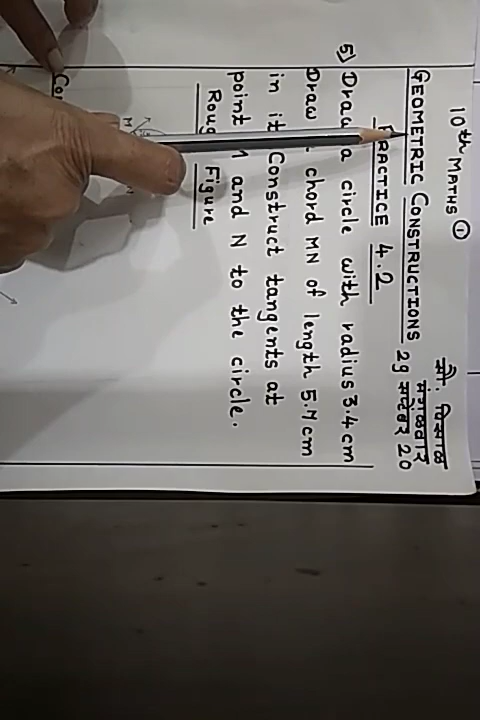 10th MATHS ①
GEOMETRIC CONSTRUCTIONS
मंगळवार
PRACTICE 4.2
29 सप्टेंबर 20
5) Draw a circle with radius 3.4 cm
Draw chord MN of length 5.7 cm
in it Construct tangents at
point M and N to the circle.
Rough Figure
M
N